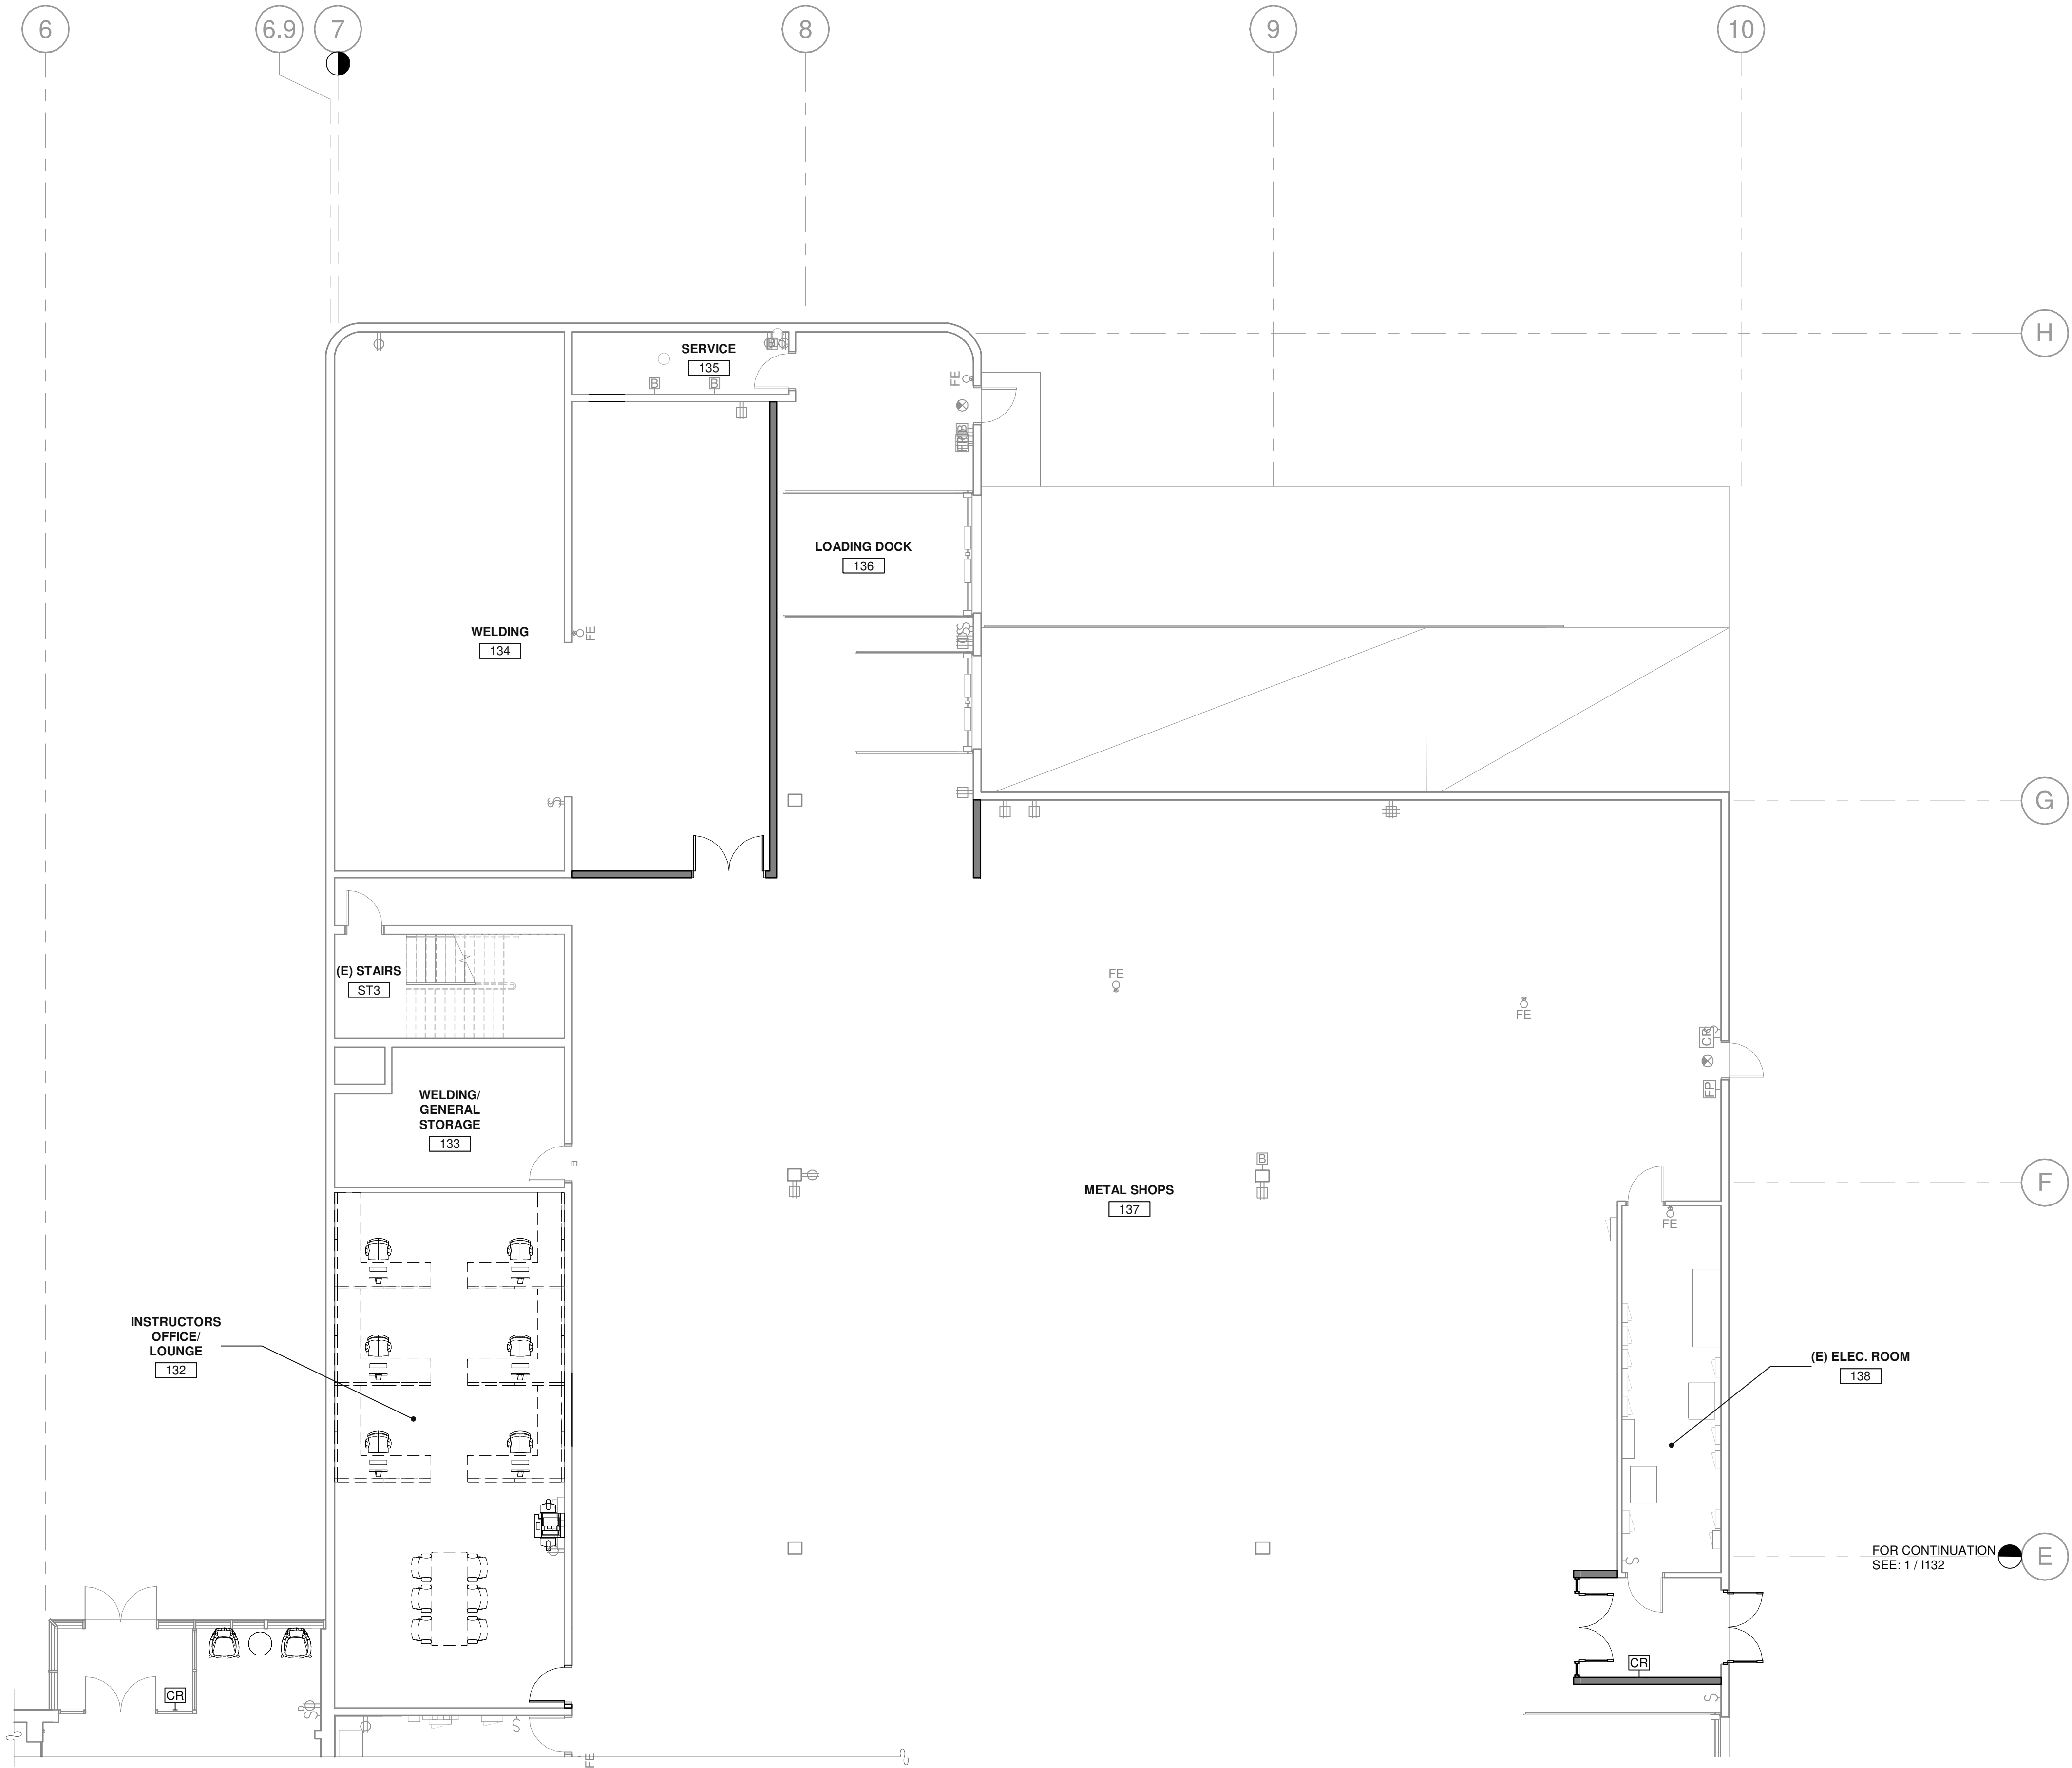 6
6.9
7
8
9
10
H
SERVICE
135
B
B
FE
LOADING DOCK
136
WELDING
134
FE
S
G
(E) STAIRS
ST3
FE
FE
CR
FP
WELDING/
GENERAL
STORAGE
133
B
METAL SHOPS
137
F
FE
INSTRUCTORS
OFFICE/
LOUNGE
132
(E) ELEC. ROOM
138
S
FOR CONTINUATION
SEE: 1 / I132
E
CR
CR
S
S
FE